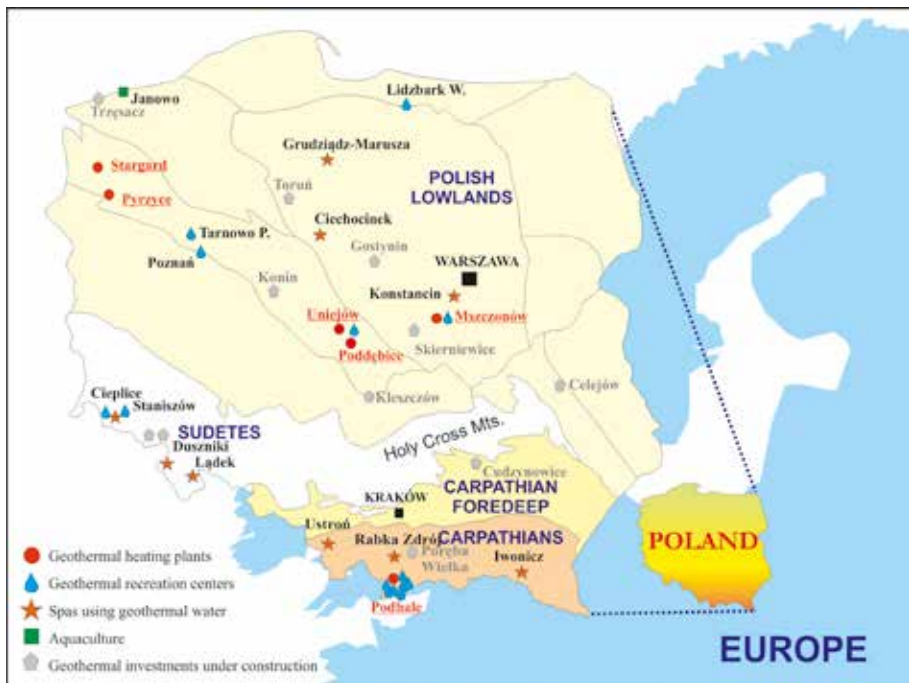 Lidzbark W.
Janowo
Trzęsacz
Grudziądz-Marusza
Stargard
POLISH
LOWLANDS
Pyrzyce
Toruń
Ciechocinek
Tarnowo P.
Gostynin
Poznań
WARSZAWA
Konin
Konstancin
Uniejów
Mszczonów
Skierniewice
Poddębice
Cieplice
Staniszów
Kleszczów
Celejów
SUDETES
Holy Cross Mts.
Duszniki
Lądek
Cudzynowice
CARPATHIAN
FOREDEEP
KRAKÓW
Ustroń
CARPATHIANS
Rabka Zdrój
Poręba
Wielka
Iwonicz
POLAND
Podhale
Geothermal heating plants
Geothermal recreation centers
Spas using geothermal water
Aquaculture
Geothermal investments under construction
EUROPE